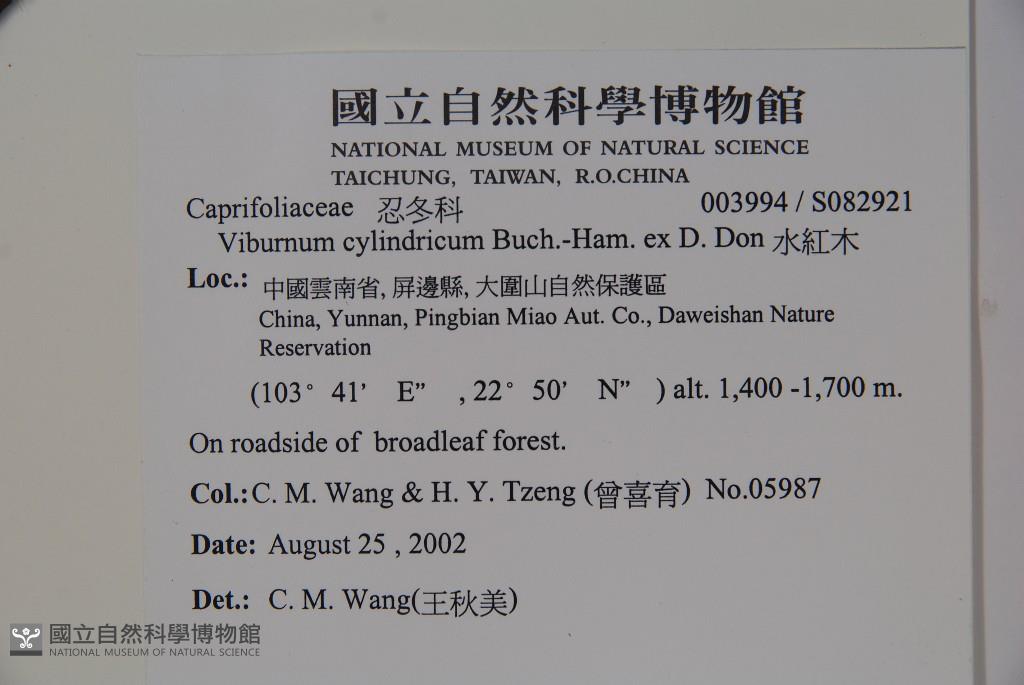 國立自然科學博物館
NATIONAL MUSEUM OF NATURAL SCIENCE
TAICHUNG, TAIWAN, R.O.CHINA
Caprifoliaceae 忍冬科 003994 / S082921
Viburnum cylindricum Buch.-Ham. ex D. Don 水紅木
Loc.: 中國雲南省, 屏邊縣, 大圍山自然保護區
China, Yunnan, Pingbian Miao Aut. Co., Daweishan Nature
Reservation
(103° 41' E” , 22° 50' N” ) alt. 1,400 -1,700 m.
On roadside of broadleaf forest.
Col.: C. M. Wang & H. Y. Tzeng (曾喜育) No.05987
Date: August 25 , 2002
Det.: C. M. Wang(王秋美)
國立自然科學博物館
NATIONAL MUSEUM OF NATURAL SCIENCE